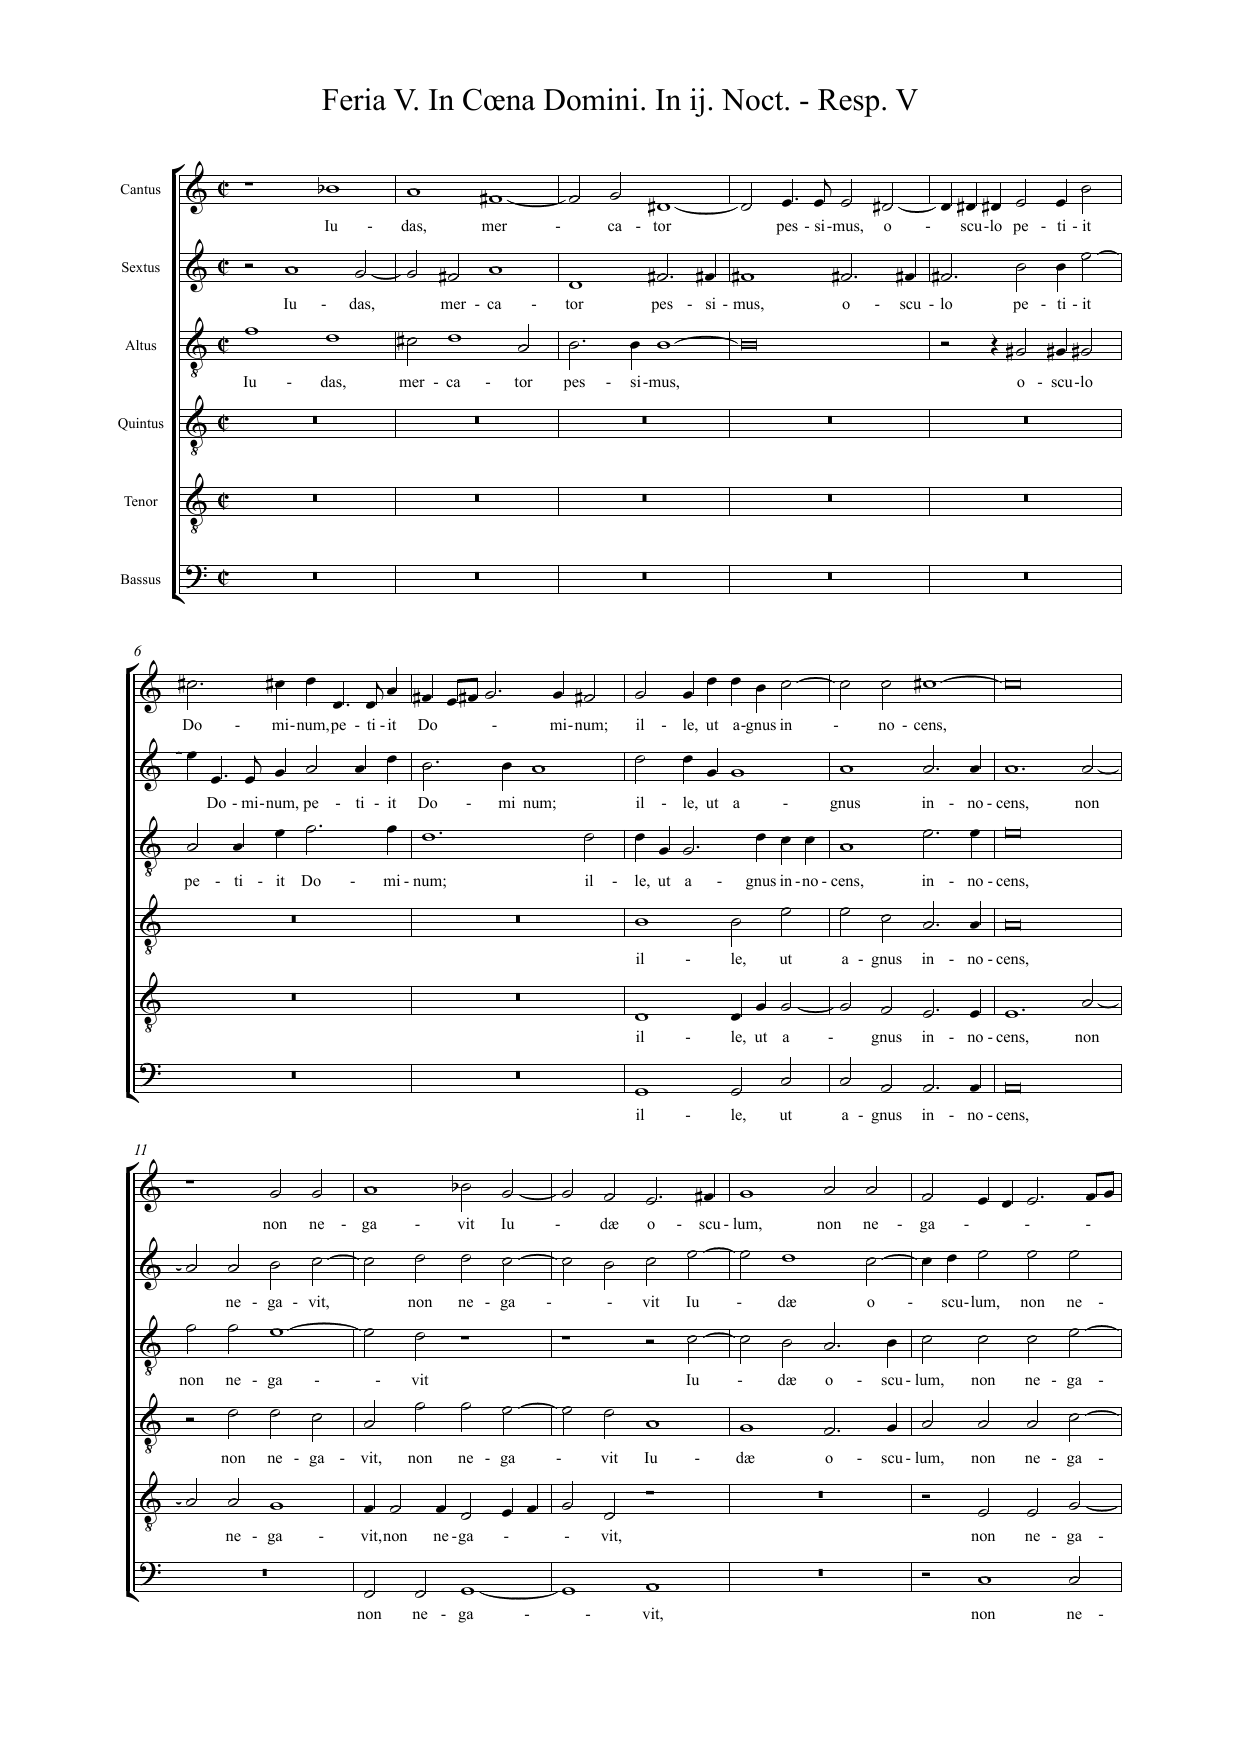 Feria V. In Cœna Domini. In ij. Noct. - Resp. V
Cantus
Iu - das, mer - ca - tor pes - si - mus, o - scu - lo pe - ti - it
Sextus
Iu - das, mer - ca - tor pes - si - mus, o - scu - lo pe - ti - it
Altus
Iu - das, mer - ca - tor pes - si - mus, o - scu - lo
Quintus
Tenor
Bassus
6
Do - mi - num, pe - ti - it Do - mi - num; il - le, ut a - gnus in - no - cens,
Do - mi - num, pe - ti - it Do - mi num; il - le, ut a - gnus in - no - cens, non
pe - ti - it Do - mi - num; il - le, ut a - gnus in - no - cens, in - no - cens,
il - le, ut a - gnus in - no - cens,
il - le, ut a - gnus in - no - cens, non
il - le, ut a - gnus in - no - cens,
11
non ne - ga - vit Iu - dæ o - scu - lum, non ne - ga - - - -
ne - ga - vit, non ne - ga - - vit Iu - dæ o - scu - lum, non ne -
non ne - ga - - vit Iu - dæ o - scu - lum, non ne - ga -
non ne - ga - vit, non ne - ga - vit Iu - dæ o - scu - lum, non ne - ga -
ne - ga - vit, non ne - ga - - vit, non ne - ga -
non ne - ga - - vit, non ne -